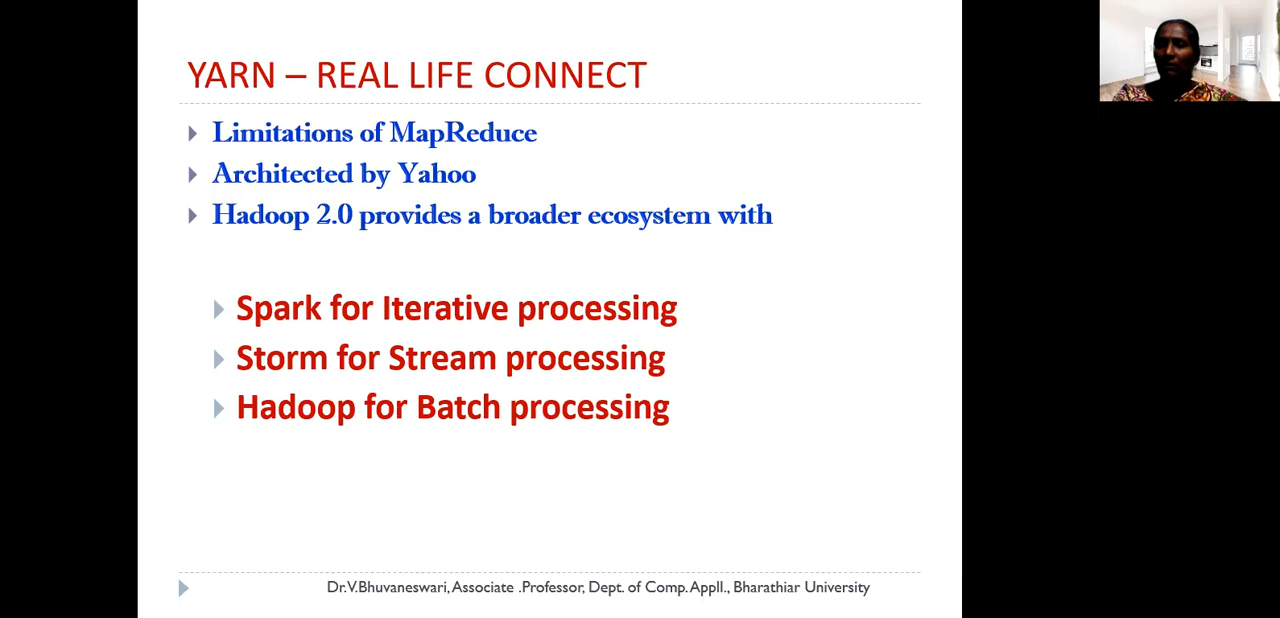 YARN – REAL LIFE CONNECT
Limitations of MapReduce
Architected by Yahoo
Hadoop 2.0 provides a broader ecosystem with
Spark for Iterative processing
Storm for Stream processing
Hadoop for Batch processing
Dr.V.Bhuvaneswari, Associate .Professor, Dept. of Comp. Appll., Bharathiar University